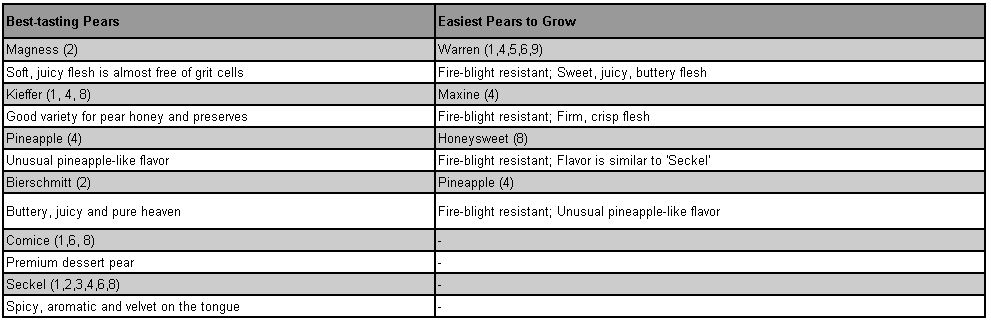 Best-tasting Pears Easiest Pears to Grow
Magness (2) Warren (1,4,5,6,9)
Soft, juicy flesh is almost free of grit cells Fire-blight resistant; Sweet, juicy, buttery flesh
Kieffer (1, 4, 8) Maxine (4)
Good variety for pear honey and preserves Fire-blight resistant; Firm, crisp flesh
Pineapple (4) Honeysweet (8)
Unusual pineapple-like flavor Fire-blight resistant; Flavor is similar to 'Seckel'
Bierschmitt (2) Pineapple (4)
Buttery, juicy and pure heaven Fire-blight resistant; Unusual pineapple-like flavor
Comice (1,6, 8) -
Premium dessert pear -
Seckel (1,2,3,4,6,8) -
Spicy, aromatic and velvet on the tongue -